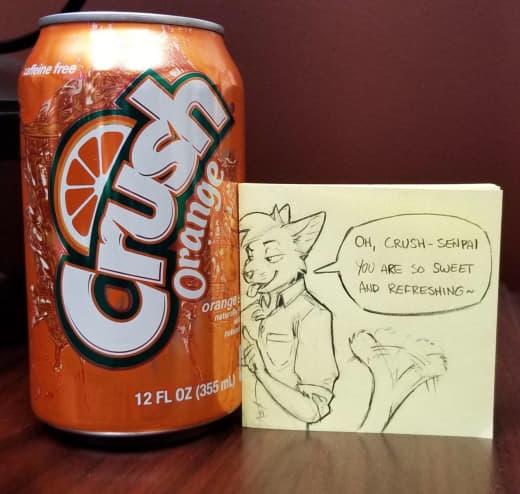 caffeine free
Crush
Orange
orange
naturally
12 FL OZ (355 mL)
OH, CRUSH-SENPAI
YOU ARE SO SWEET
AND REFRESHING~